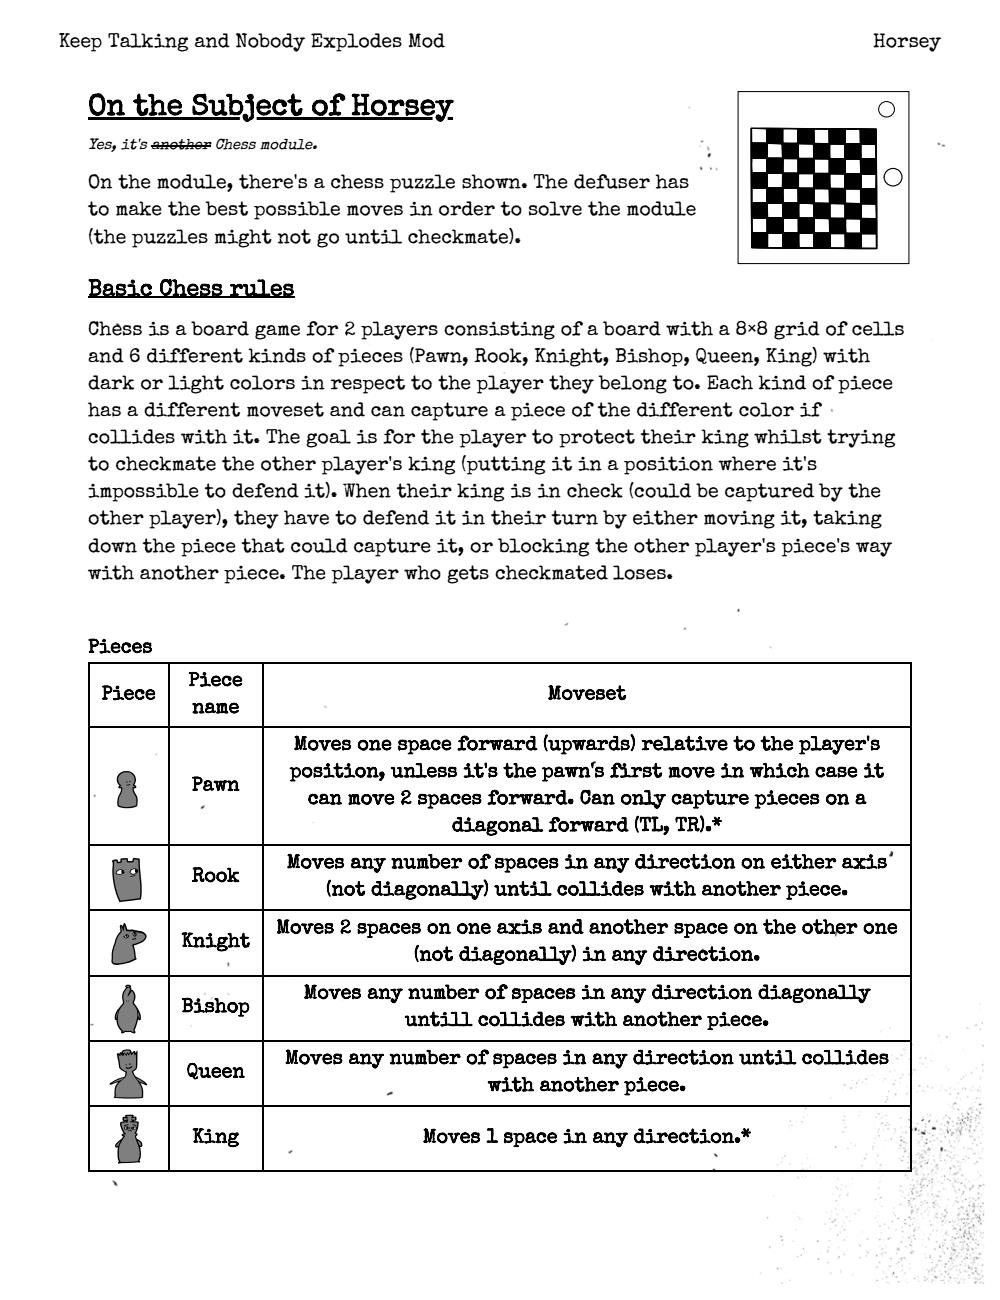 Keep Talking and Nobody Explodes Mod
Horsey
On the Subject of Horsey
Yes, it's another Chess module.
On the module, there's a chess puzzle shown. The defuser has
to make the best possible moves in order to solve the module
(the puzzles might not go until checkmate).
Basic Chess rules
Chess is a board game for 2 players consisting of a board with a 8×8 grid of cells
and 6 different kinds of pieces (Pawn, Rook, Knight, Bishop, Queen, King) with
dark or light colors in respect to the player they belong to. Each kind of piece
has a different moveset and can capture a piece of the different color if
collides with it. The goal is for the player to protect their king whilst trying
to checkmate the other player's king (putting it in a position where it's
impossible to defend it). When their king is in check (could be captured by the
other player), they have to defend it in their turn by either moving it, taking
down the piece that could capture it, or blocking the other player's piece's way
with another piece. The player who gets checkmated loses.
Pieces
Piece
Piece
name
Moveset
Pawn
Moves one space forward (upwards) relative to the player's
position, unless it's the pawn's first move in which case it
can move 2 spaces forward. Can only capture pieces on a
diagonal forward (TL, TR).*
Rook
Moves any number of spaces in any direction on either axis
(not diagonally) until collides with another piece.
Knight
Moves 2 spaces on one axis and another space on the other one
(not diagonally) in any direction.
Bishop
Moves any number of spaces in any direction diagonally
untill collides with another piece.
Queen
Moves any number of spaces in any direction until collides
with another piece.
King
Moves 1 space in any direction.*